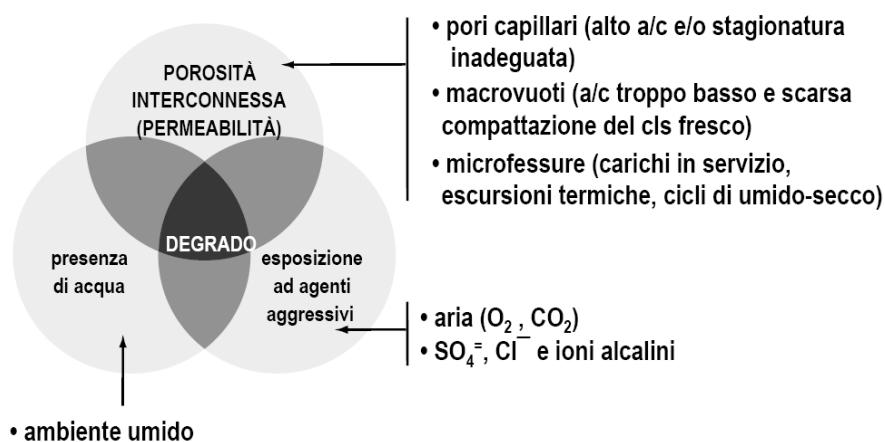 POROSITÀ
INTERCONNESSA
(PERMEABILITÀ)
• pori capillari (alto a/c e/o stagionatura
inadeguata)
• macrovuoti (a/c troppo basso e scarsa
compattazione del cls fresco)
• microfessure (carichi in servizio,
escursioni termiche, cicli di umido-secco)
DEGRADO
presenza
di acqua
esposizione
ad agenti
aggressivi
• aria (O₂ , CO₂)
• SO₄⁼, Cl⁻ e ioni alcalini
• ambiente umido